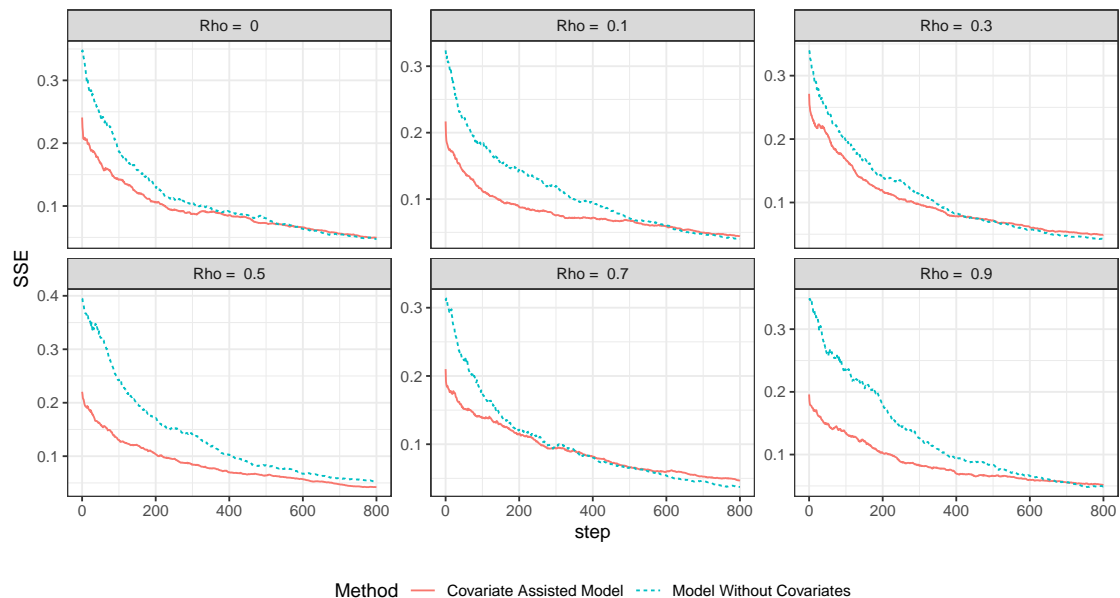 Rho = 0
Rho = 0.1
Rho = 0.3
0.3
0.2
0.1
0.3
0.2
0.1
0.3
0.2
0.1
SSE
Rho = 0.5
Rho = 0.7
Rho = 0.9
0.4
0.3
0.2
0.1
0.3
0.2
0.1
0.3
0.2
0.1
0 200 400 600 800
0 200 400 600 800
0 200 400 600 800
step
Method Covariate Assisted Model Model Without Covariates